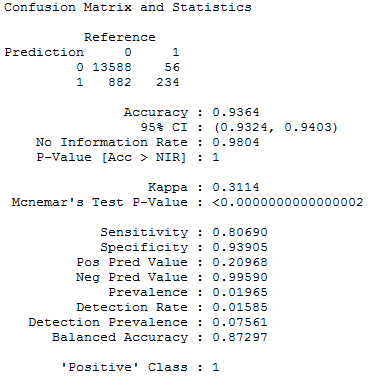 Confusion Matrix and Statistics
Reference
Prediction 0 1
0 13588 56
1 882 234
Accuracy : 0.9364
95% CI : (0.9324, 0.9403)
No Information Rate : 0.9804
P-Value [Acc > NIR] : 1
Kappa : 0.3114
Mcnemar's Test P-Value : <0.0000000000000002
Sensitivity : 0.80690
Specificity : 0.93905
Pos Pred Value : 0.20968
Neg Pred Value : 0.99590
Prevalence : 0.01965
Detection Rate : 0.01585
Detection Prevalence : 0.07561
Balanced Accuracy : 0.87297
'Positive' Class : 1